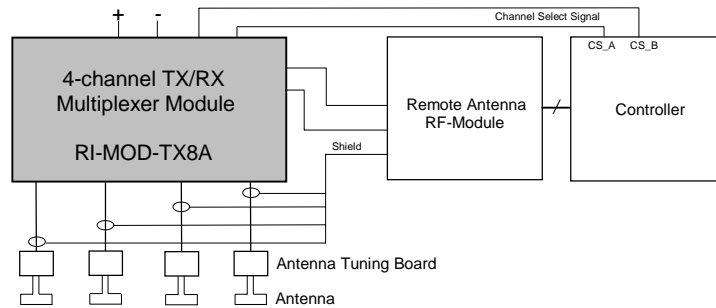 + -
Channel Select Signal
CS_A CS_B
4-channel TX/RX
Multiplexer Module
RI-MOD-TX8A
Remote Antenna
RF-Module
Controller
Shield
Antenna Tuning Board
Antenna